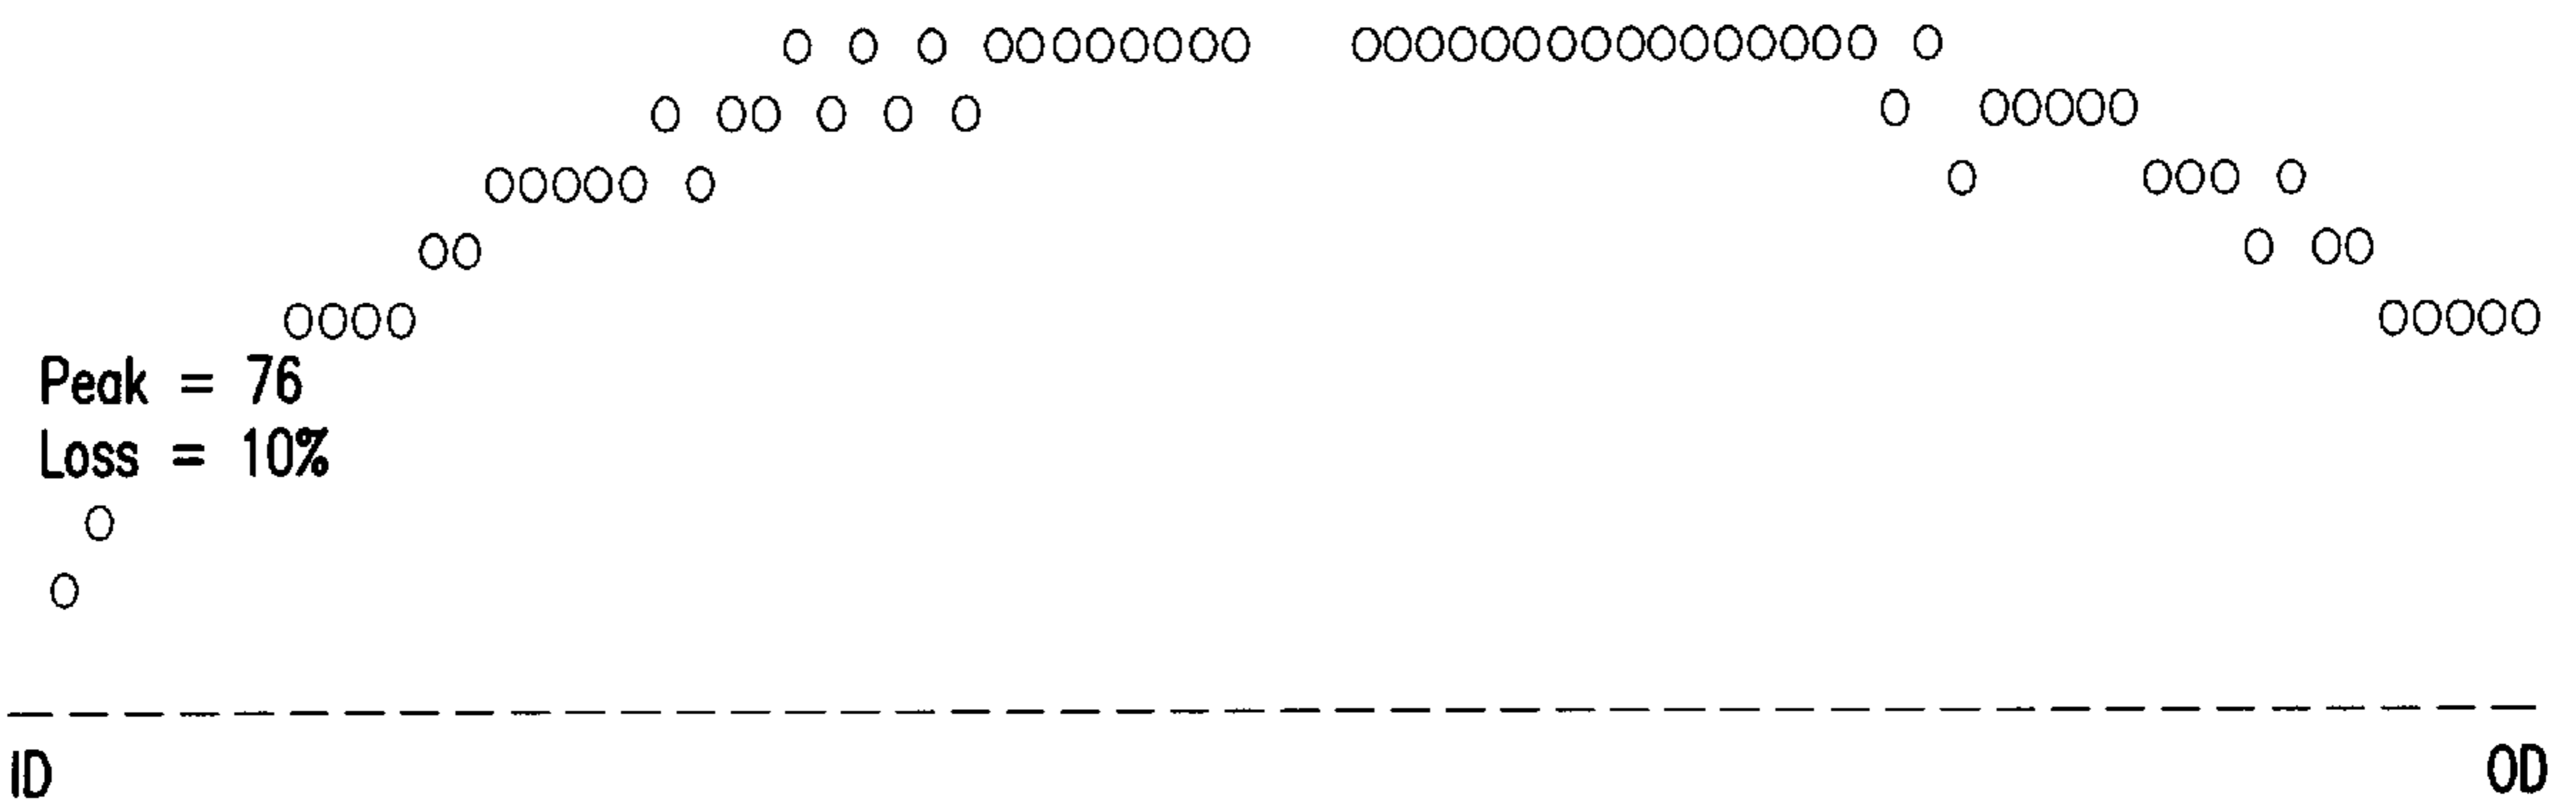 Peak = 76
Loss = 10%
ID
OD